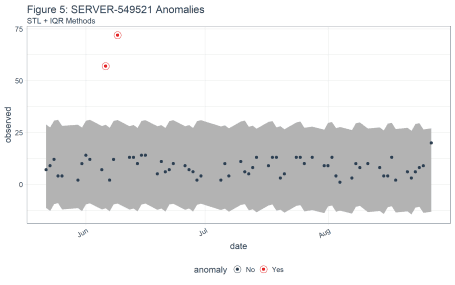 Figure 5: SERVER-549521 Anomalies
STL + IQR Methods
75
50
25
0
observed
Jun
Jul
Aug
date
anomaly No Yes